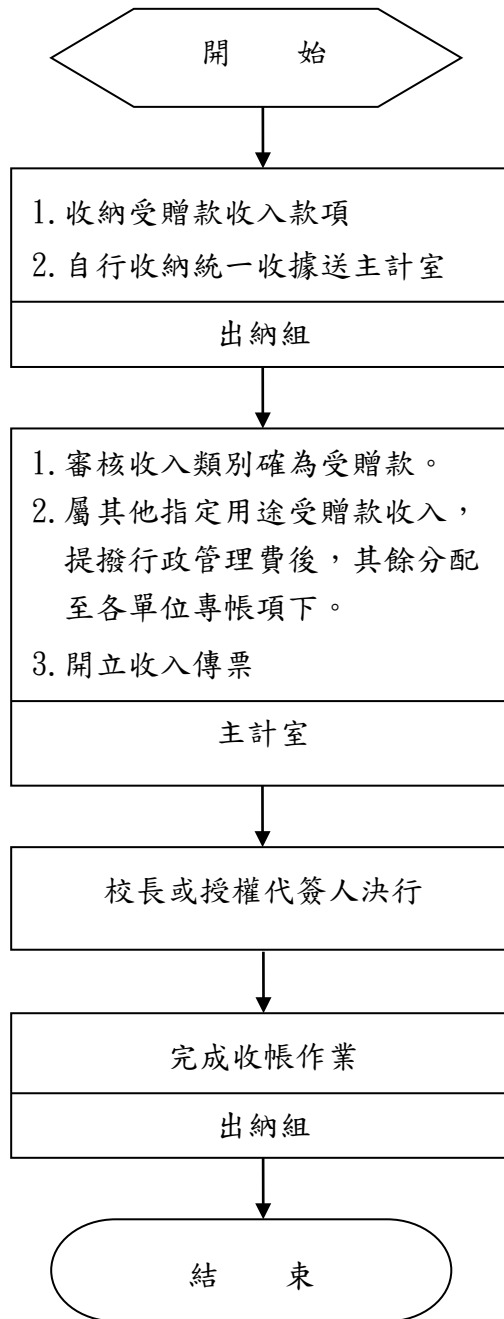 開　　始
1.收納受贈款收入款項
2.自行收納統一收據送主計室
出納組
1.審核收入類別確為受贈款。
2.屬其他指定用途受贈款收入，
提撥行政管理費後，其餘分配
至各單位專帳項下。
3.開立收入傳票
主計室
校長或授權代簽人決行
完成收帳作業
出納組
結　　束